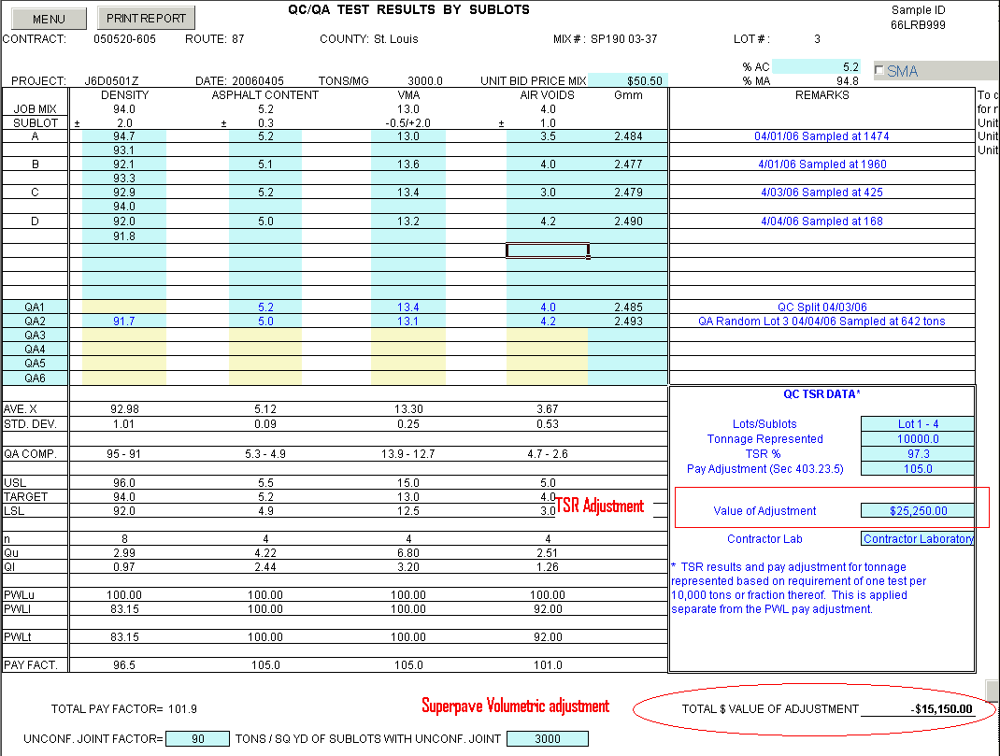 QC/QA TEST RESULTS BY SUBLOTS
MENU PRINT REPORT Sample ID
66LRB999
CONTRACT: 050520-605 ROUTE: 87 COUNTY: St. Louis MIX # : SP190 03-37 LOT # : 3
% AC 5.2 SMA
PROJECT: J6D0501Z DATE: 20060405 TONS/MG 3000.0 UNIT BID PRICE MIX $50.50 % MA 94.8
DENSITY ASPHALT CONTENT VMA AIR VOIDS Gmm REMARKS To c
JOB MIX 94.0 5.2 13.0 4.0 for r
SUBLOT ± 2.0 ± 0.3 -0.5/+2.0 ± 1.0 Unit
A 94.7 5.2 13.0 3.5 2.484 04/01/06 Sampled at 1474 Unit
93.1 Unit
B 92.1 5.1 13.6 4.0 2.477 4/01/06 Sampled at 1960
93.3
C 92.9 5.2 13.4 3.0 2.479 4/03/06 Sampled at 425
94.0
D 92.0 5.0 13.2 4.2 2.490 4/04/06 Sampled at 168
91.8
QA1 5.2 13.4 4.0 2.485 QC Split 04/03/06
QA2 91.7 5.0 13.1 4.2 2.493 QA Random Lot 3 04/04/06 Sampled at 642 tons
QA3
QA4
QA5
QA6
QC TSR DATA*
AVE. X 92.98 5.12 13.30 3.67
STD. DEV. 1.01 0.09 0.25 0.53 Lots/Sublots Lot 1 - 4
Tonnage Represented 10000.0
QA COMP. 95 - 91 5.3 - 4.9 13.9 - 12.7 4.7 - 2.6 TSR % 97.3
Pay Adjustment (Sec 403.23.5) 105.0
USL 96.0 5.5 15.0 5.0
TARGET 94.0 5.2 13.0 4.0
LSL 92.0 4.9 12.5 3.0 TSR Adjustment Value of Adjustment $25,250.00
n 8 4 4 4 Contractor Lab Contractor Laboratory
Qu 2.99 4.22 6.80 2.51
Ql 0.97 2.44 3.20 1.26
* TSR results and pay adjustment for tonnage
represented based on requirement of one test per
10,000 tons or fraction thereof. This is applied
separate from the PWL pay adjustment.
PWLu 100.00 100.00 100.00 100.00
PWLl 83.15 100.00 100.00 92.00
PWLt 83.15 100.00 100.00 92.00
PAY FACT. 96.5 105.0 105.0 101.0
TOTAL PAY FACTOR= 101.9 Superpave Volumetric adjustment TOTAL $ VALUE OF ADJUSTMENT -$15,150.00
UNCONF. JOINT FACTOR= 90 TONS / SQ YD OF SUBLOTS WITH UNCONF. JOINT 3000